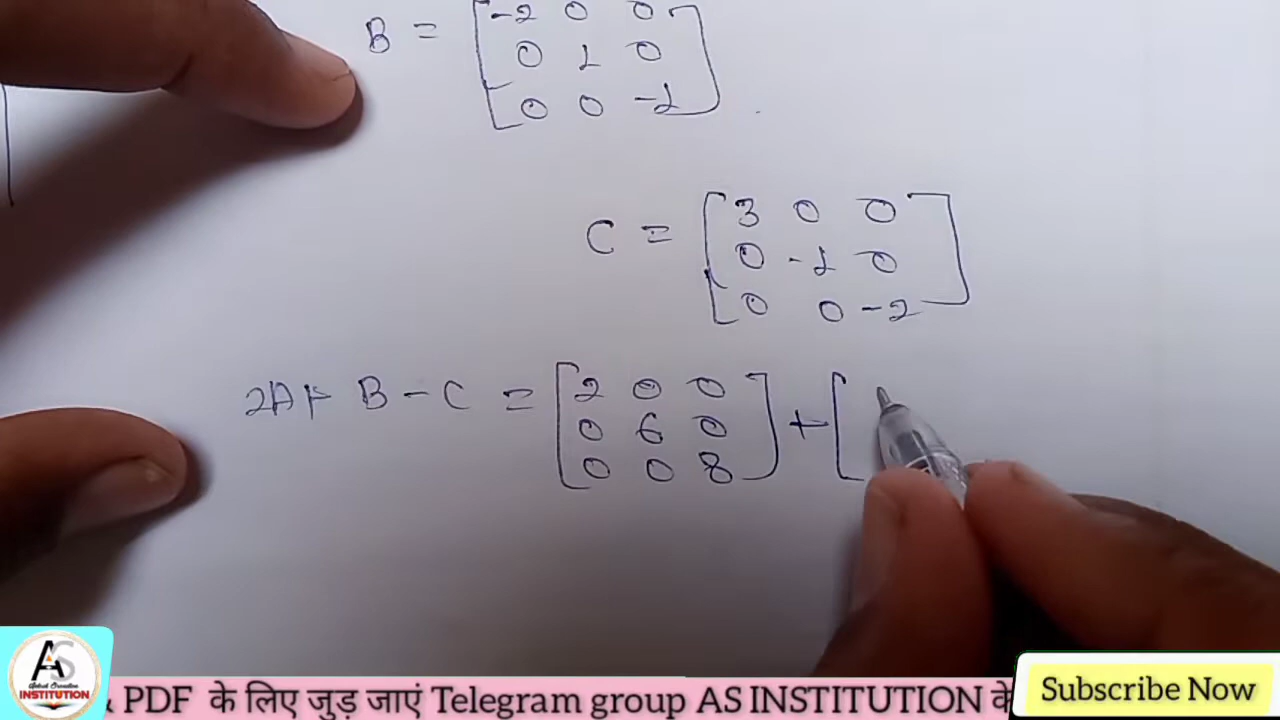 B = [-2 0 0
0 1 0
0 0 -1]
C = [3 0 0
0 -1 0
0 0 -2]
2A+ B - C = [2 0 0
0 6 0
0 0 8] + [
AS
INSTITUTION
& PDF के लिए जुड़ जाएं Telegram group AS INSTITUTION के
Subscribe Now